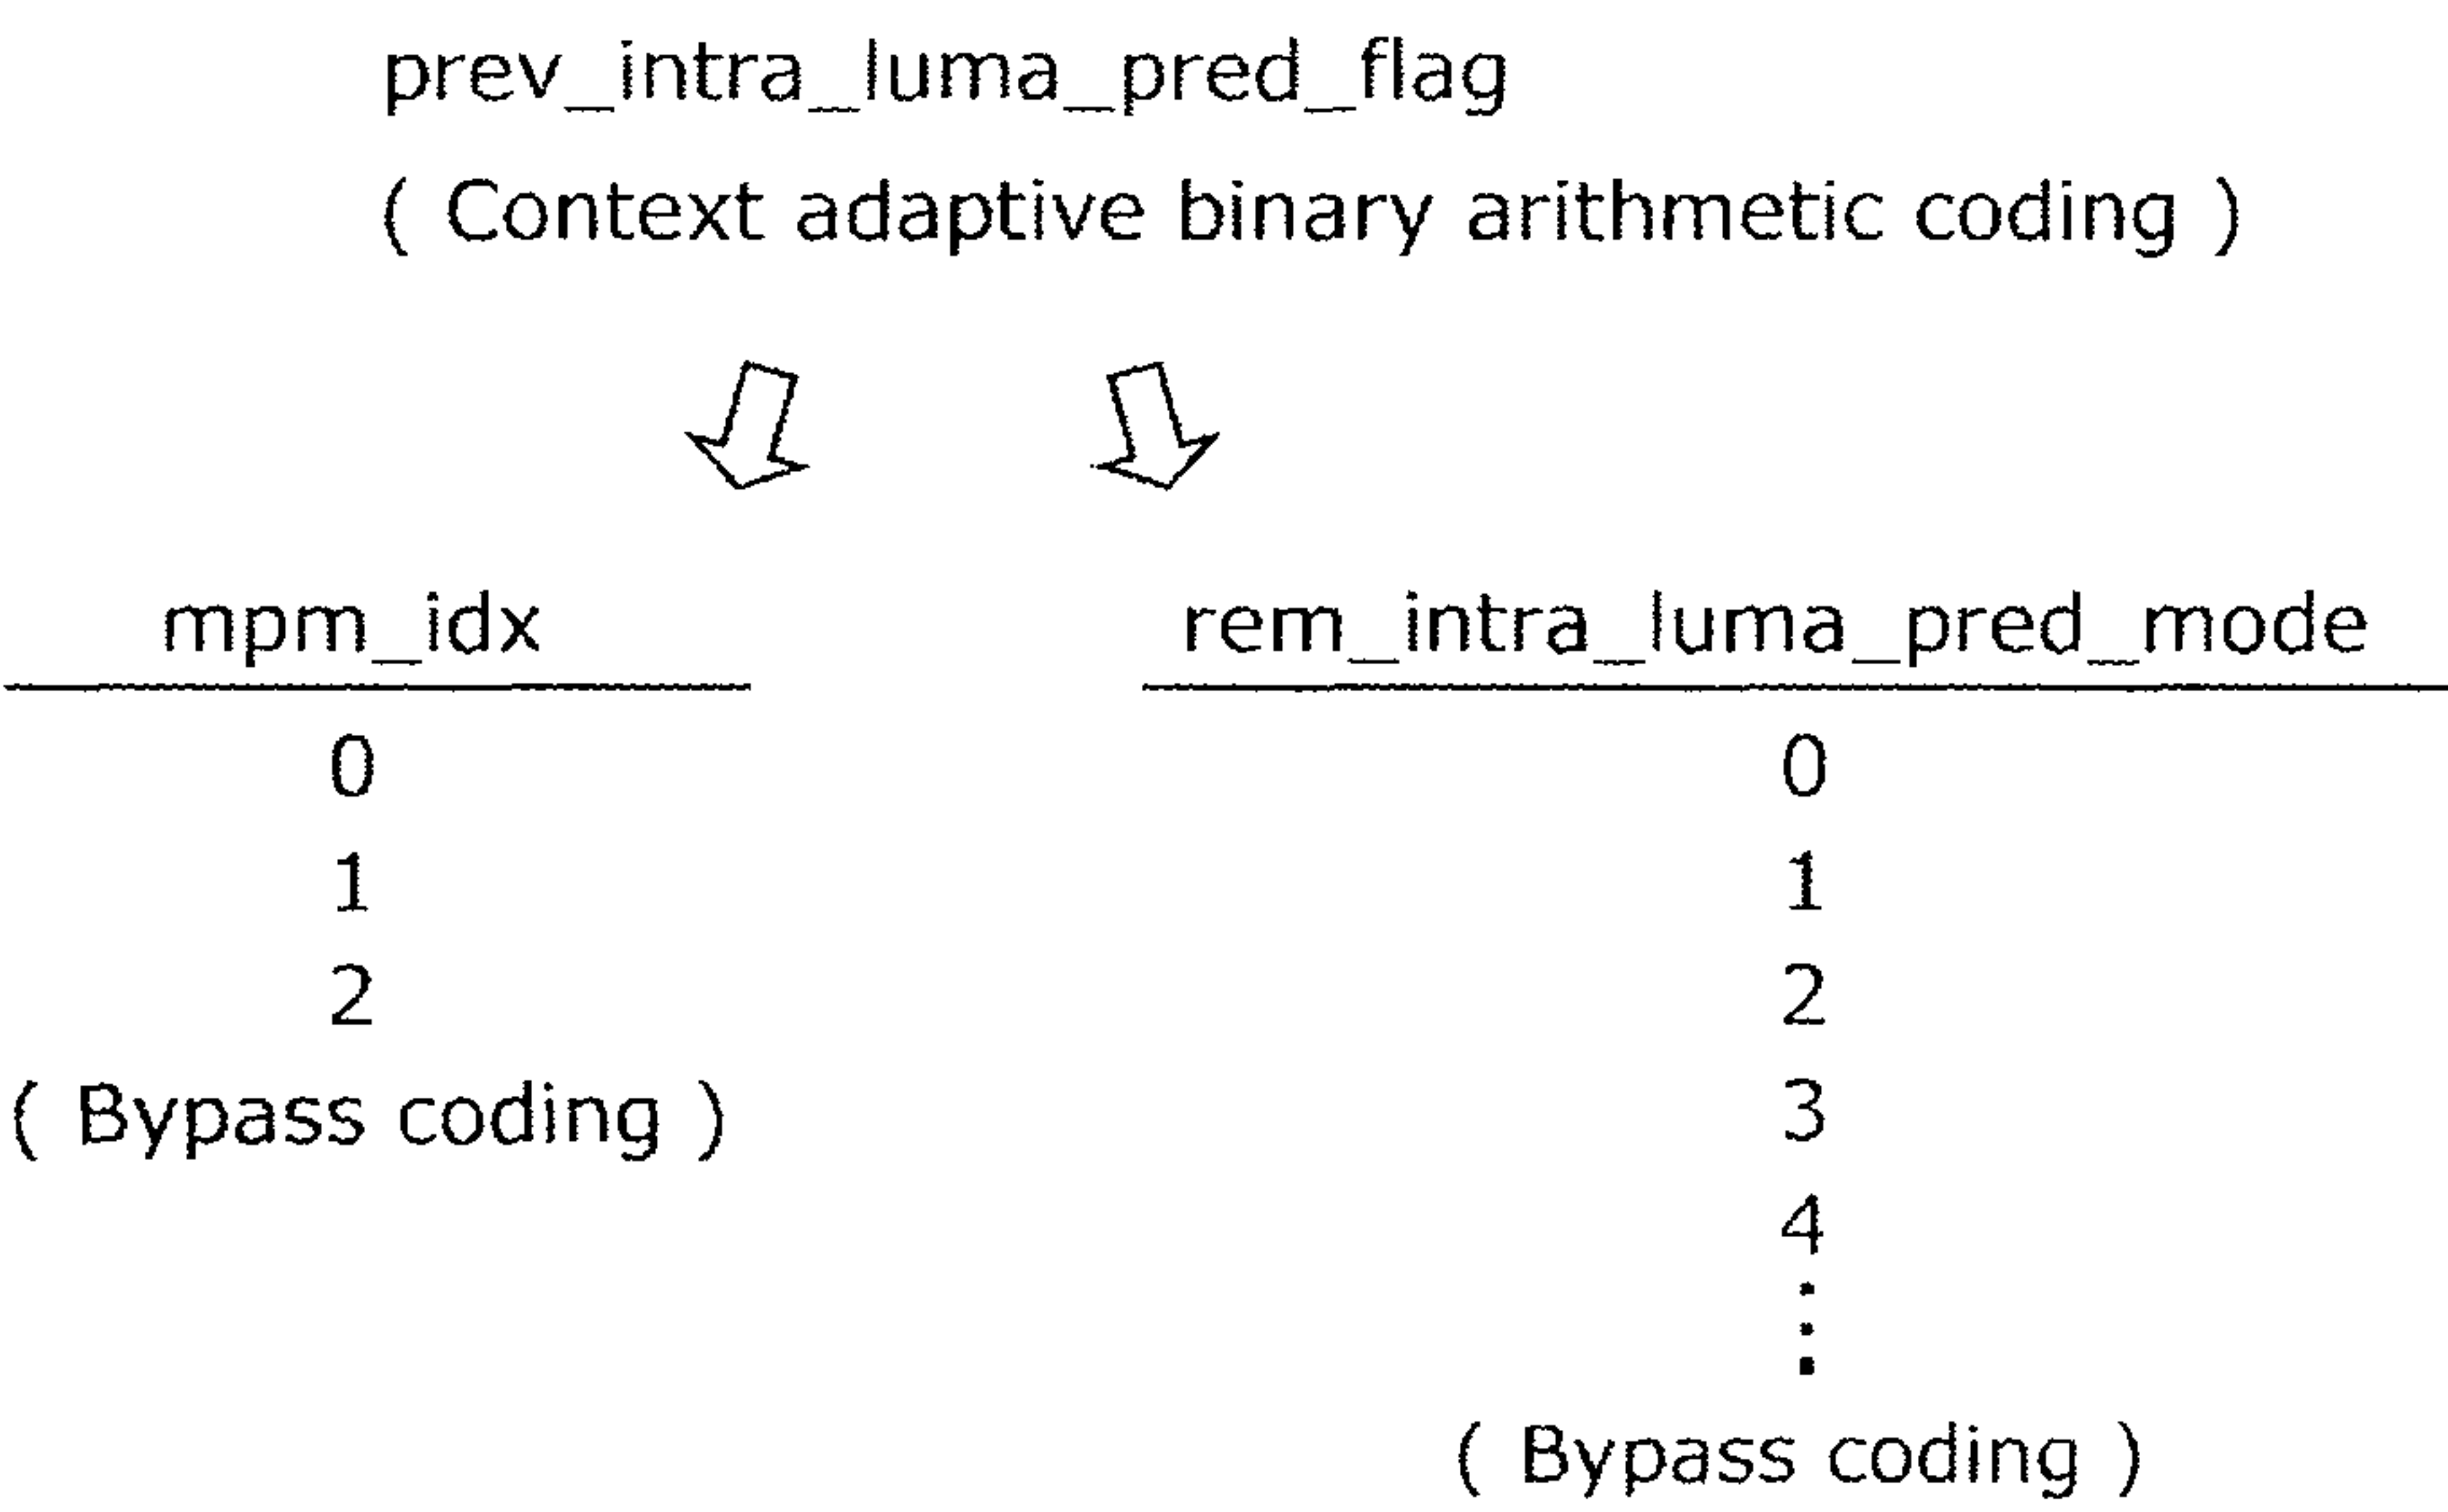 prev_intra_luma_pred_flag
( Context adaptive binary arithmetic coding )
mpm_idx
0
1
2
( Bypass coding )
rem_intra_luma_pred_mode
0
1
2
3
4
⋮
( Bypass coding )